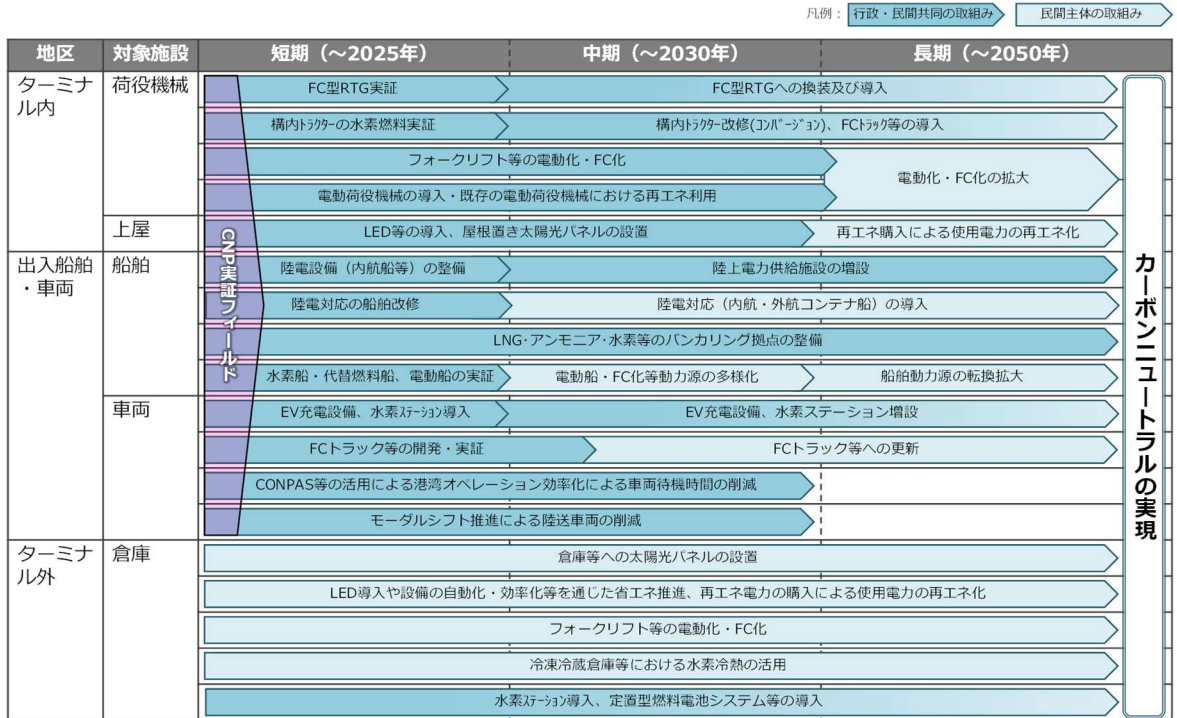 凡例：
行政・民間共同の取組み
民間主体の取組み
地区
対象施設
短期（～2025年）
中期（～2030年）
長期（～2050年）
ターミナ
ル内
荷役機械
FC型RTG実証
FC型RTGへの換装及び導入
構内ﾄﾗｸﾀｰの水素燃料実証
構内ﾄﾗｸﾀｰ改修(ｺﾝﾊﾞｰｼﾞｮﾝ)、FCﾄﾗｯｸ等の導入
フォークリフト等の電動化・FC化
電動荷役機械の導入・既存の電動荷役機械における再エネ利用
電動化・FC化の拡大
上屋
LED等の導入、屋根置き太陽光パネルの設置
再エネ購入による使用電力の再エネ化
出入船舶
・車両
船舶
陸電設備（内航船等）の整備
陸上電力供給施設の増設
陸電対応の船舶改修
陸電対応（内航・外航コンテナ船）の導入
LNG･アンモニア･水素等のバンカリング拠点の整備
水素船・代替燃料船、電動船の実証
電動船・FC化等動力源の多様化
船舶動力源の転換拡大
車両
EV充電設備、水素ｽﾃｰｼｮﾝ導入
EV充電設備、水素ステーション増設
FCトラック等の開発・実証
FCトラック等への更新
CONPAS等の活用による港湾オペレーション効率化による車両待機時間の削減
モーダルシフト推進による陸送車両の削減
ターミナ
ル外
倉庫
倉庫等への太陽光パネルの設置
LED導入や設備の自動化・効率化等を通じた省エネ推進、再エネ電力の購入による使用電力の再エネ化
フォークリフト等の電動化・FC化
冷凍冷蔵倉庫等における水素冷熱の活用
水素ｽﾃｰｼｮﾝ導入、定置型燃料電池システム等の導入
CNP実証フィールド
カーボンニュートラルの実現